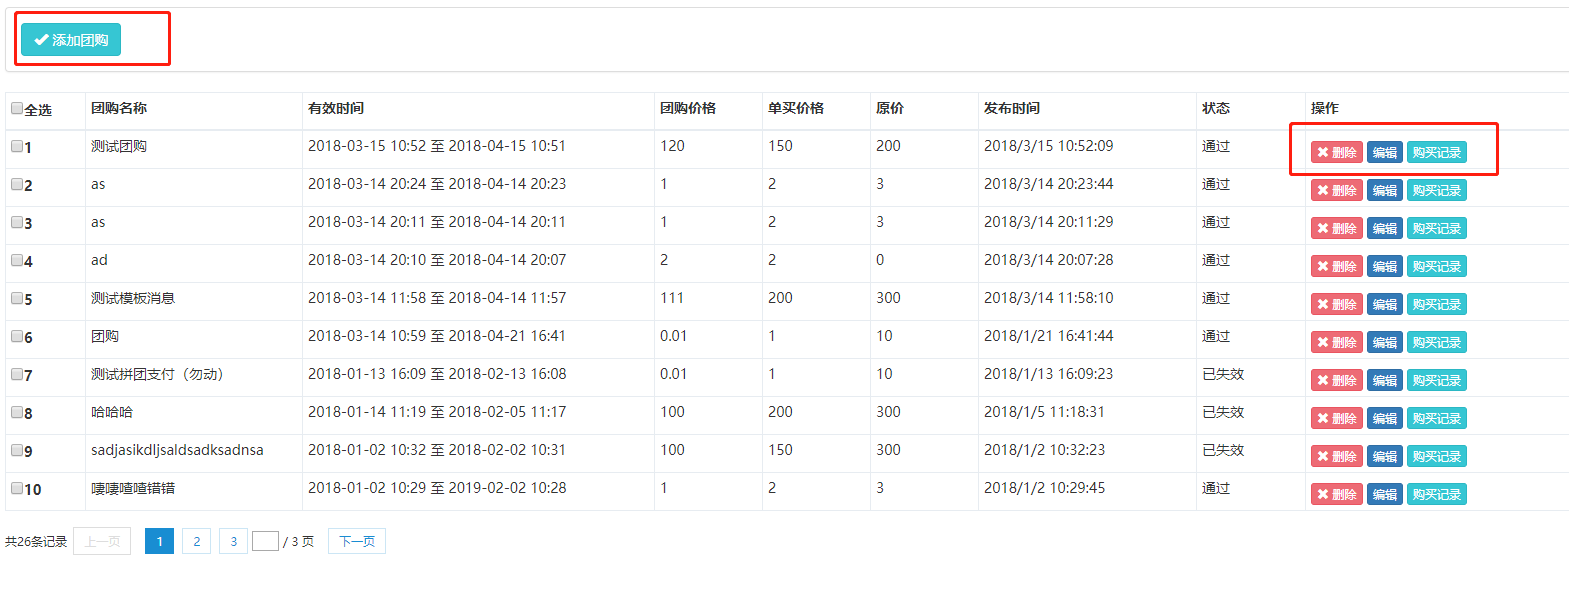 添加团购
全选 团购名称 有效时间 团购价格 单买价格 原价 发布时间 状态 操作
1 测试团购 2018-03-15 10:52 至 2018-04-15 10:51 120 150 200 2018/3/15 10:52:09 通过 删除 编辑 购买记录
2 as 2018-03-14 20:24 至 2018-04-14 20:23 1 2 3 2018/3/14 20:23:44 通过 删除 编辑 购买记录
3 as 2018-03-14 20:11 至 2018-04-14 20:11 1 2 3 2018/3/14 20:11:29 通过 删除 编辑 购买记录
4 ad 2018-03-14 20:10 至 2018-04-14 20:07 2 2 0 2018/3/14 20:07:28 通过 删除 编辑 购买记录
5 测试模板消息 2018-03-14 11:58 至 2018-04-14 11:57 111 200 300 2018/3/14 11:58:10 通过 删除 编辑 购买记录
6 团购 2018-03-14 10:59 至 2018-04-21 16:41 0.01 1 10 2018/1/21 16:41:44 通过 删除 编辑 购买记录
7 测试拼团支付（勿动） 2018-01-13 16:09 至 2018-02-13 16:08 0.01 1 10 2018/1/13 16:09:23 已失效 删除 编辑 购买记录
8 哈哈哈 2018-01-14 11:19 至 2018-02-05 11:17 100 200 300 2018/1/5 11:18:31 已失效 删除 编辑 购买记录
9 sadjasikdljsaldsadksadnsa 2018-01-02 10:32 至 2018-02-02 10:31 100 150 300 2018/1/2 10:32:23 已失效 删除 编辑 购买记录
10 啛啛喳喳错错 2018-01-02 10:29 至 2019-02-02 10:28 1 2 3 2018/1/2 10:29:45 通过 删除 编辑 购买记录
共26条记录 上一页 1 2 3 / 3 页 下一页